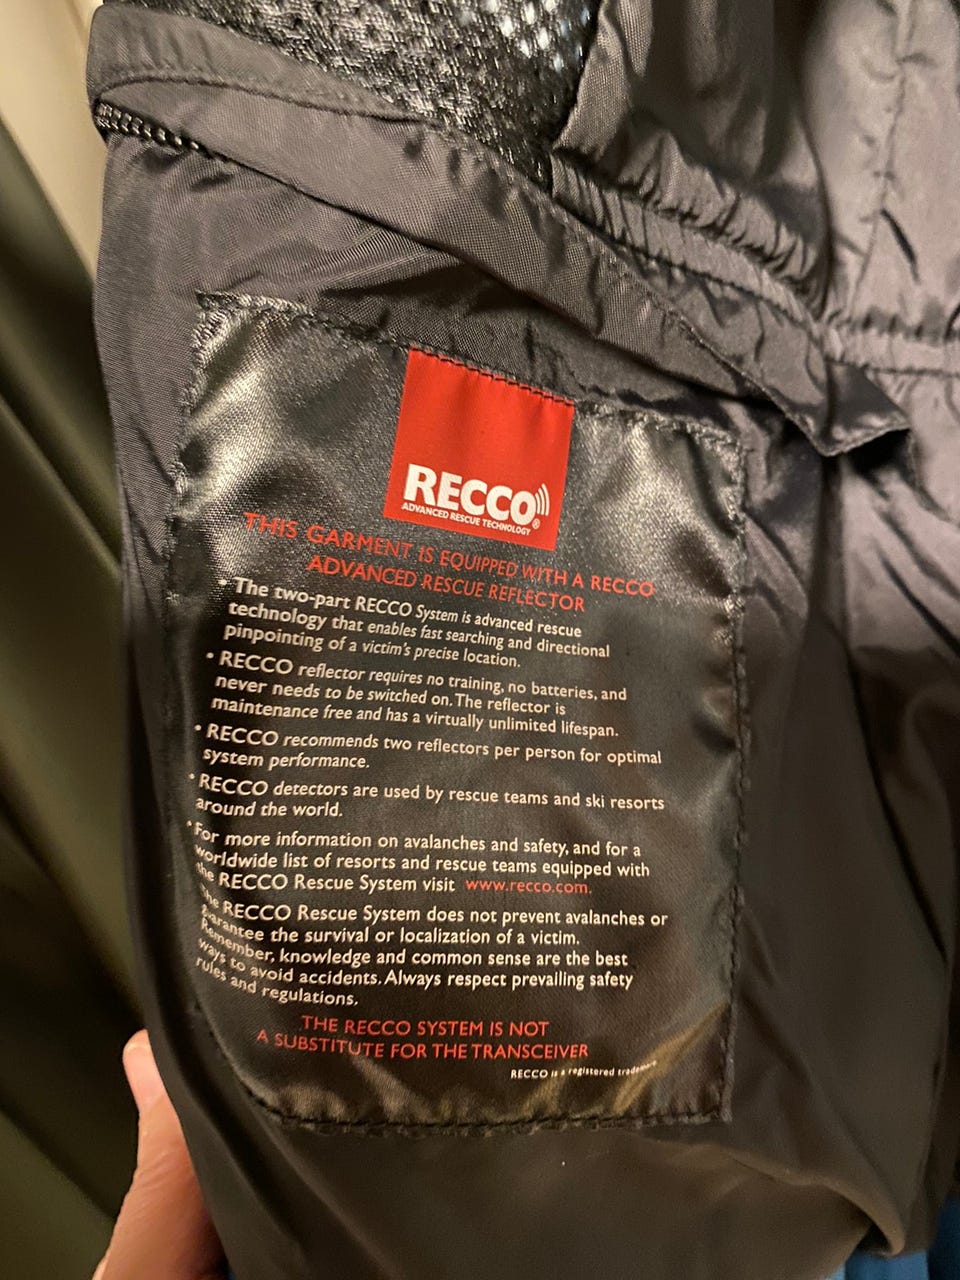 RECCO
ADVANCED RESCUE TECHNOLOGY®
THIS GARMENT IS EQUIPPED WITH A RECCO
ADVANCED RESCUE REFLECTOR
• The two-part RECCO System is advanced rescue
technology that enables fast searching and directional
pinpointing of a victim's precise location.
• RECCO reflector requires no training, no batteries, and
never needs to be switched on. The reflector is
maintenance free and has a virtually unlimited lifespan.
• RECCO recommends two reflectors per person for optimal
system performance.
• RECCO detectors are used by rescue teams and ski resorts
around the world.
• For more information on avalanches and safety, and for a
worldwide list of resorts and rescue teams equipped with
the RECCO Rescue System visit www.recco.com.
The RECCO Rescue System does not prevent avalanches or
guarantee the survival or localization of a victim.
Remember, knowledge and common sense are the best
ways to avoid accidents. Always respect prevailing safety
rules and regulations.
THE RECCO SYSTEM IS NOT
A SUBSTITUTE FOR THE TRANSCEIVER
RECCO is a registered trademark